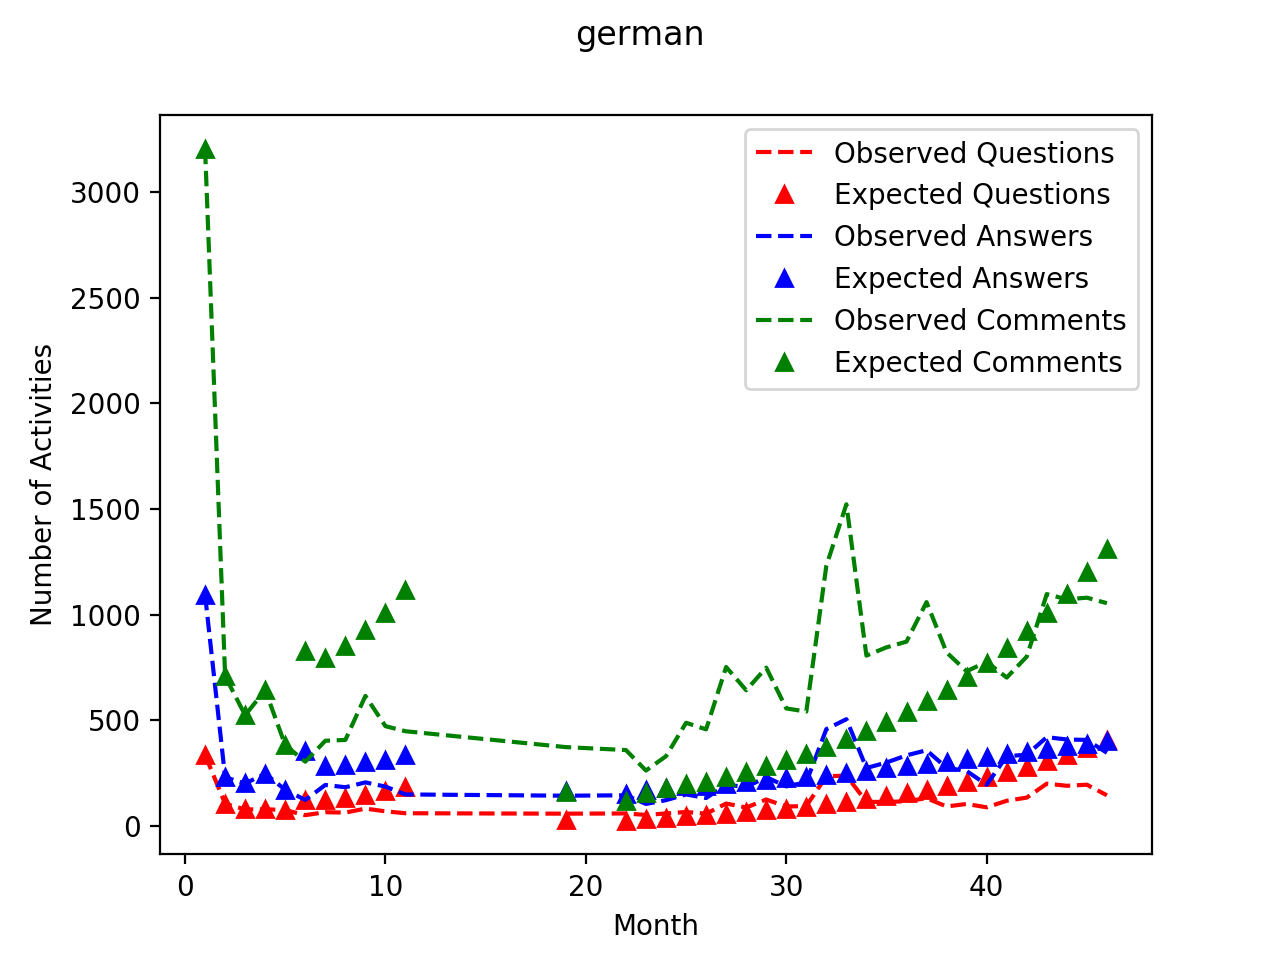 german
Observed Questions
Expected Questions
Observed Answers
Expected Answers
Observed Comments
Expected Comments
Number of Activities
3000
2500
2000
1500
1000
500
0
0 10 20 30 40
Month